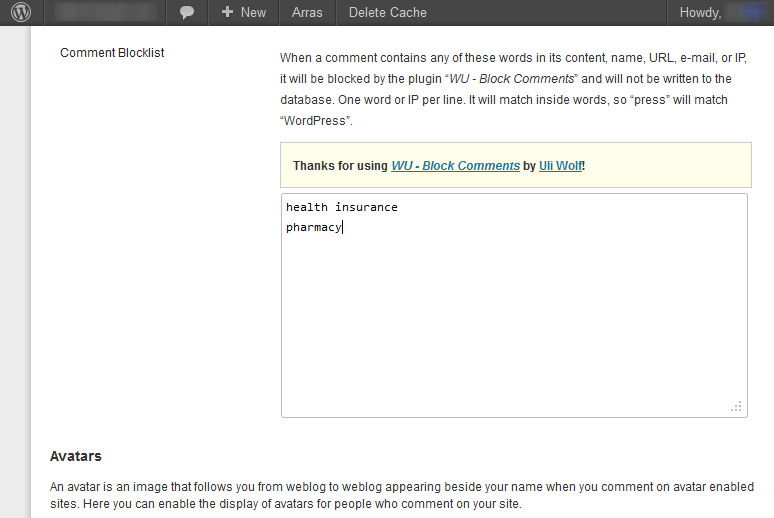 New Arras Delete Cache Howdy,
Comment Blocklist
When a comment contains any of these words in its content, name, URL, e-mail, or IP,
it will be blocked by the plugin “WU - Block Comments” and will not be written to the
database. One word or IP per line. It will match inside words, so “press” will match
“WordPress”.
Thanks for using WU - Block Comments by Uli Wolf!
health insurance
pharmacy
Avatars
An avatar is an image that follows you from weblog to weblog appearing beside your name when you comment on avatar enabled
sites. Here you can enable the display of avatars for people who comment on your site.